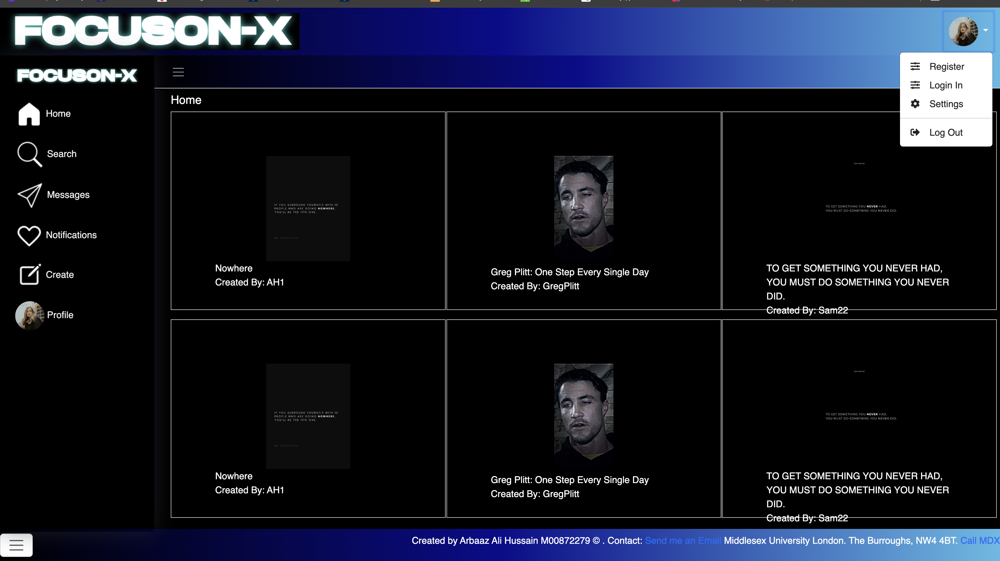 FOCUSON-X
FOCUSON-X
Register
Login In
Settings
Log Out
Home
Search
Messages
Notifications
Create
Profile
Home
IF YOU SURROUND YOURSELF WITH 10
PEOPLE WHO ARE GOING NOWHERE.
YOU'LL BE THE 11TH ONE.
Nowhere
Created By: AH1
Greg Plitt: One Step Every Single Day
Created By: GregPlitt
TO GET SOMETHING YOU NEVER HAD,
YOU MUST DO SOMETHING YOU NEVER DID.
TO GET SOMETHING YOU NEVER HAD,
YOU MUST DO SOMETHING YOU NEVER
DID.
Created By: Sam22
IF YOU SURROUND YOURSELF WITH 10
PEOPLE WHO ARE GOING NOWHERE.
YOU'LL BE THE 11TH ONE.
Nowhere
Created By: AH1
Greg Plitt: One Step Every Single Day
Created By: GregPlitt
TO GET SOMETHING YOU NEVER HAD,
YOU MUST DO SOMETHING YOU NEVER DID.
TO GET SOMETHING YOU NEVER HAD,
YOU MUST DO SOMETHING YOU NEVER
DID.
Created By: Sam22
Created by Arbaaz Ali Hussain M00872279 © . Contact: Send me an Email Middlesex University London. The Burroughs, NW4 4BT. Call MDX